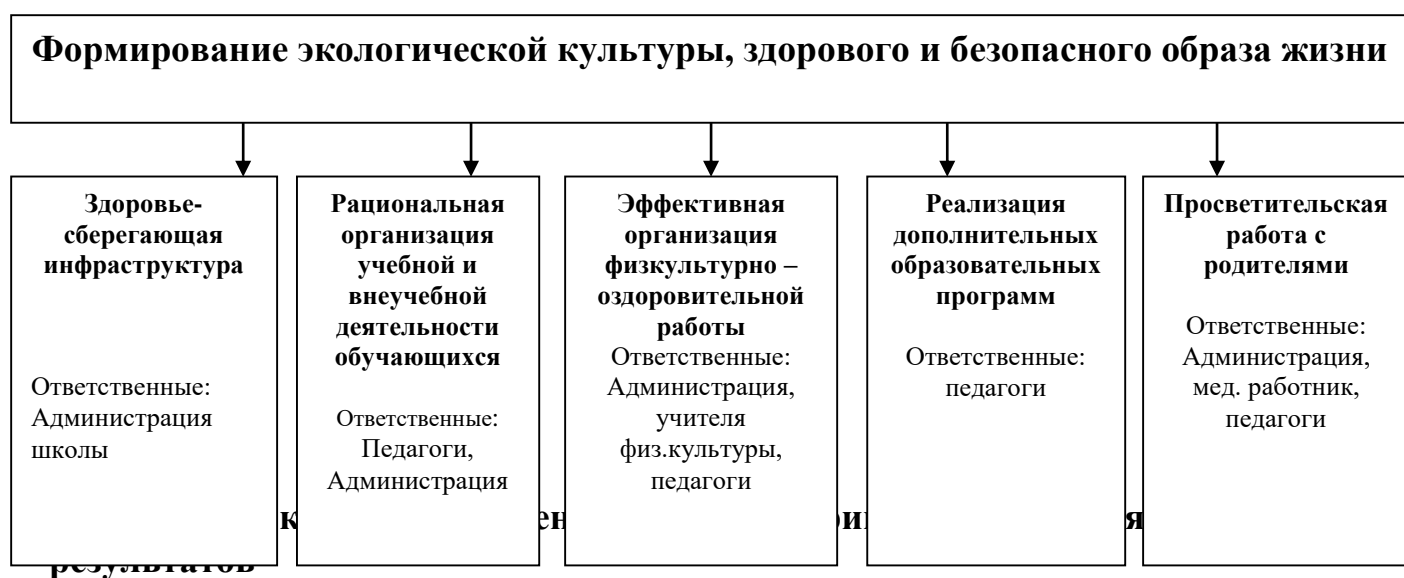 Формирование экологической культуры, здорового и безопасного образа жизни
Здоровье-
сберегающая
инфраструктура
Ответственные:
Администрация
школы
Рациональная
организация
учебной и
внеучебной
деятельности
обучающихся
Ответственные:
Педагоги,
Администрация
Эффективная
организация
физкультурно –
оздоровительной
работы
Ответственные:
Администрация,
учителя
физ.культуры,
педагоги
Реализация
дополнительных
образовательных
программ
Ответственные:
педагоги
Просветительская
работа с
родителями
Ответственные:
Администрация,
мед. работник,
педагоги
результатов